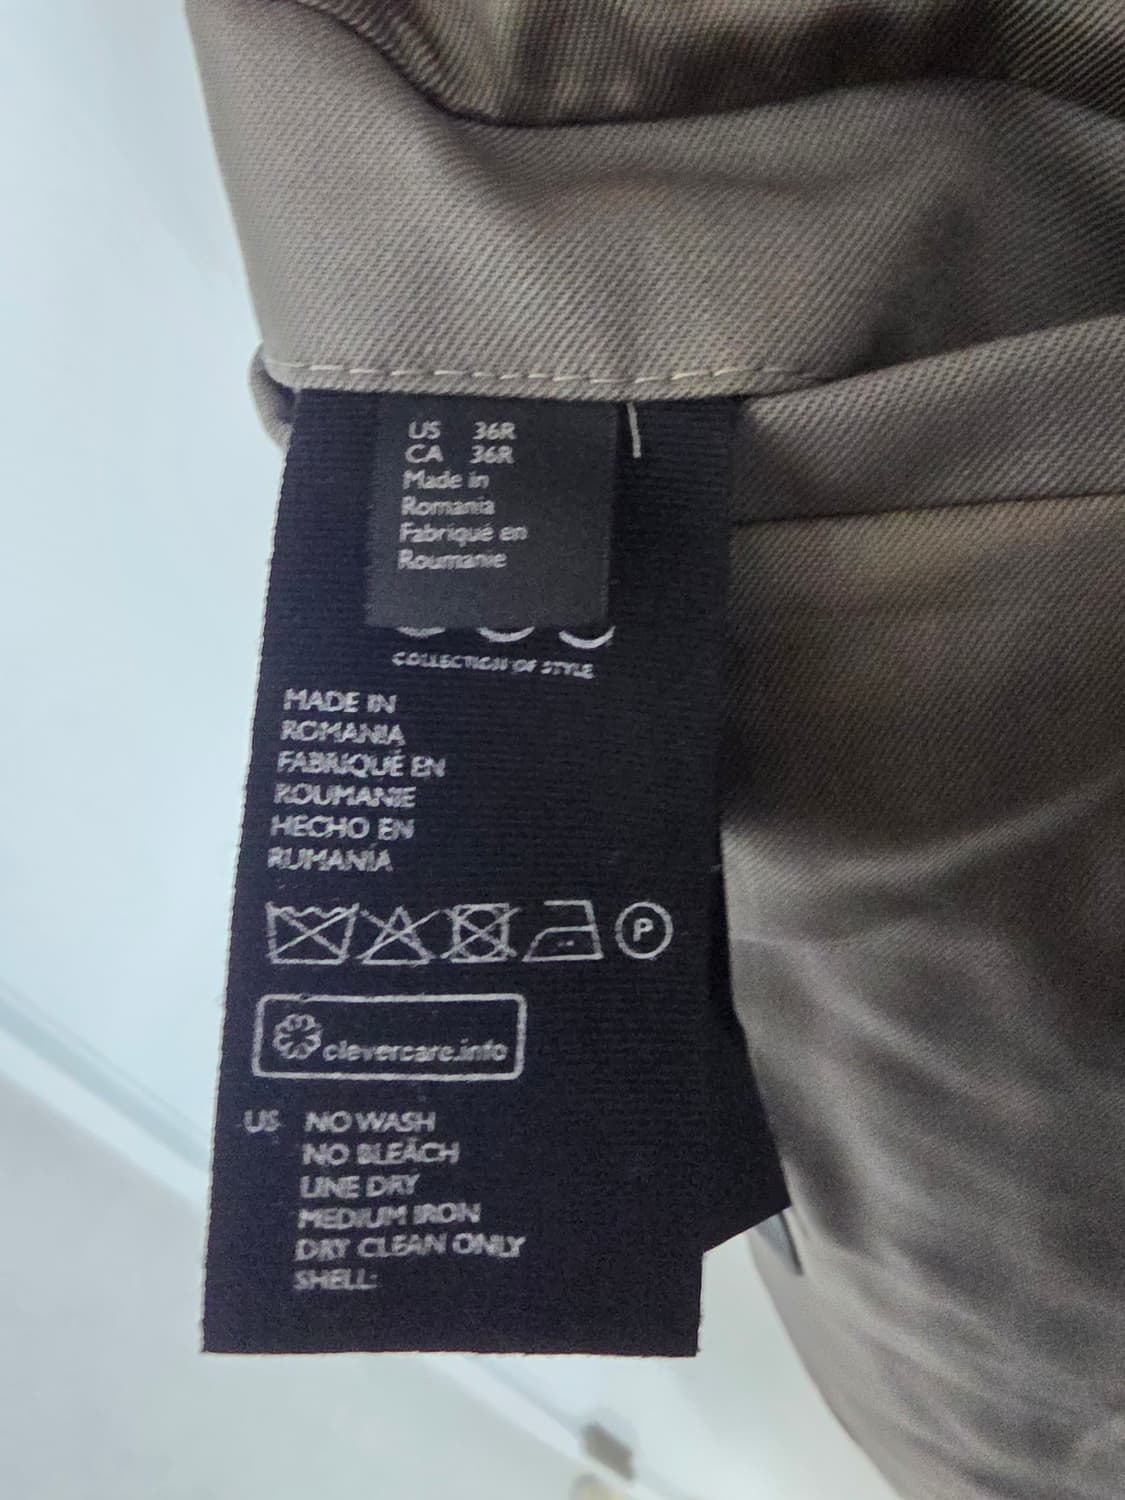 US 36R
CA 36R
Made in
Romania
Fabriqué en
Roumanie
COLLECTION OF STYLE
MADE IN
ROMANIA
FABRIQUÉ EN
ROUMANIE
HECHO EN
RUMANÍA
P
clevercare.info
US NO WASH
NO BLEACH
LINE DRY
MEDIUM IRON
DRY CLEAN ONLY
SHELL: